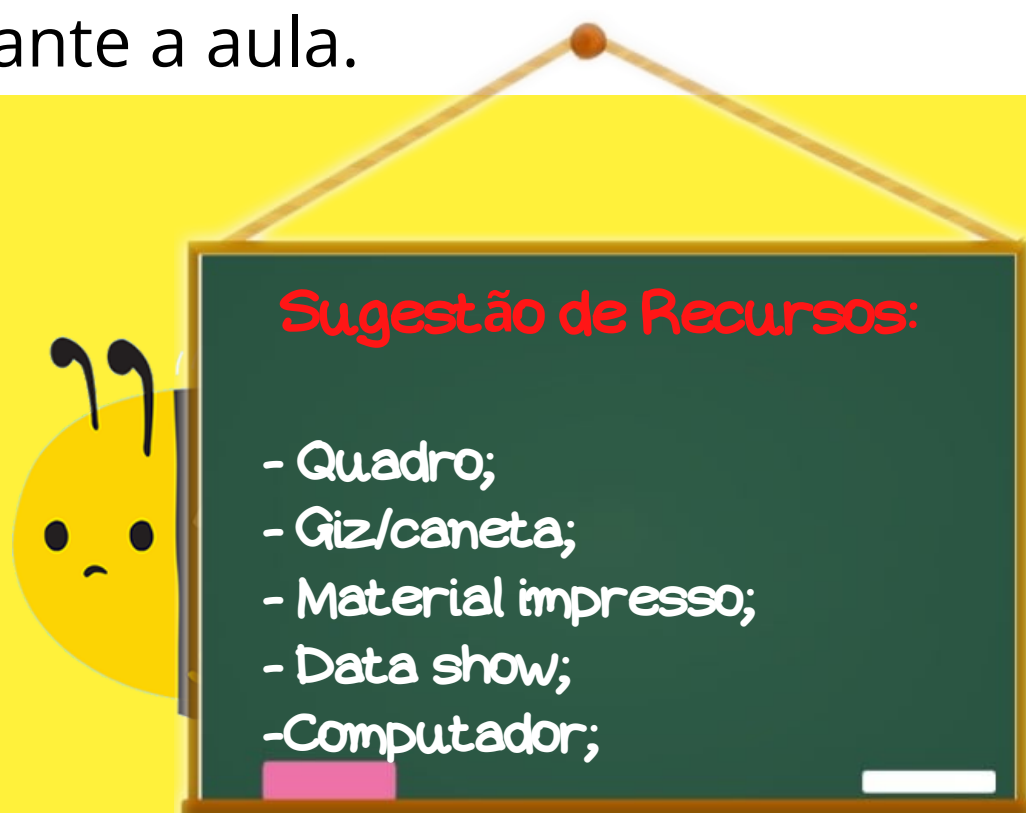 ante a aula.
Sugestão de Recursos:
- Quadro;
- Giz/caneta;
- Material impresso;
- Data show;
-Computador;